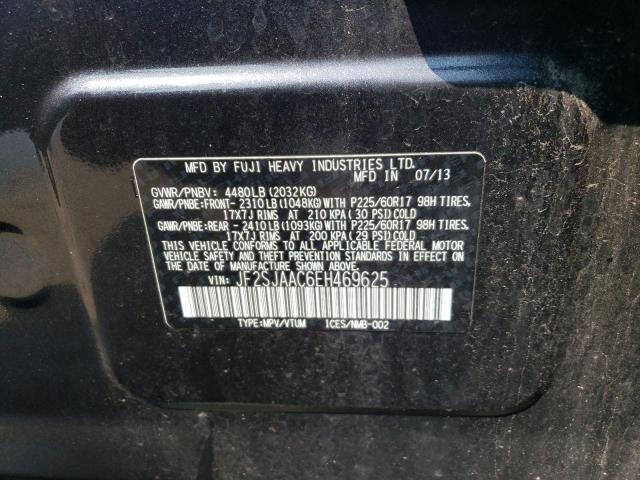 MFD BY FUJI HEAVY INDUSTRIES LTD.
MFD IN 07/13
GVWR/PNBV: 4480LB (2032KG)
GAWR/PNBE:FRONT- 2310LB(1048KG)WITH P225/60R17 98H TIRES,
17X7J RIMS AT 210 KPA (30 PSI)COLD
GAWR/PNBE:REAR - 2410LB(1093KG)WITH P225/60R17 98H TIRES,
17X7J RIMS AT 200 KPA (29 PSI)COLD
THIS VEHICLE CONFORMS TO ALL APPLICABLE FEDERAL MOTOR
VEHICLE SAFETY AND THEFT PREVENTION STANDARDS IN EFFECT
ON THE DATE OF MANUFACTURE SHOWN ABOVE.
VIN: JF2SJAAC6EH469625
TYPE:MPV/VTUM ICES/NMB-002